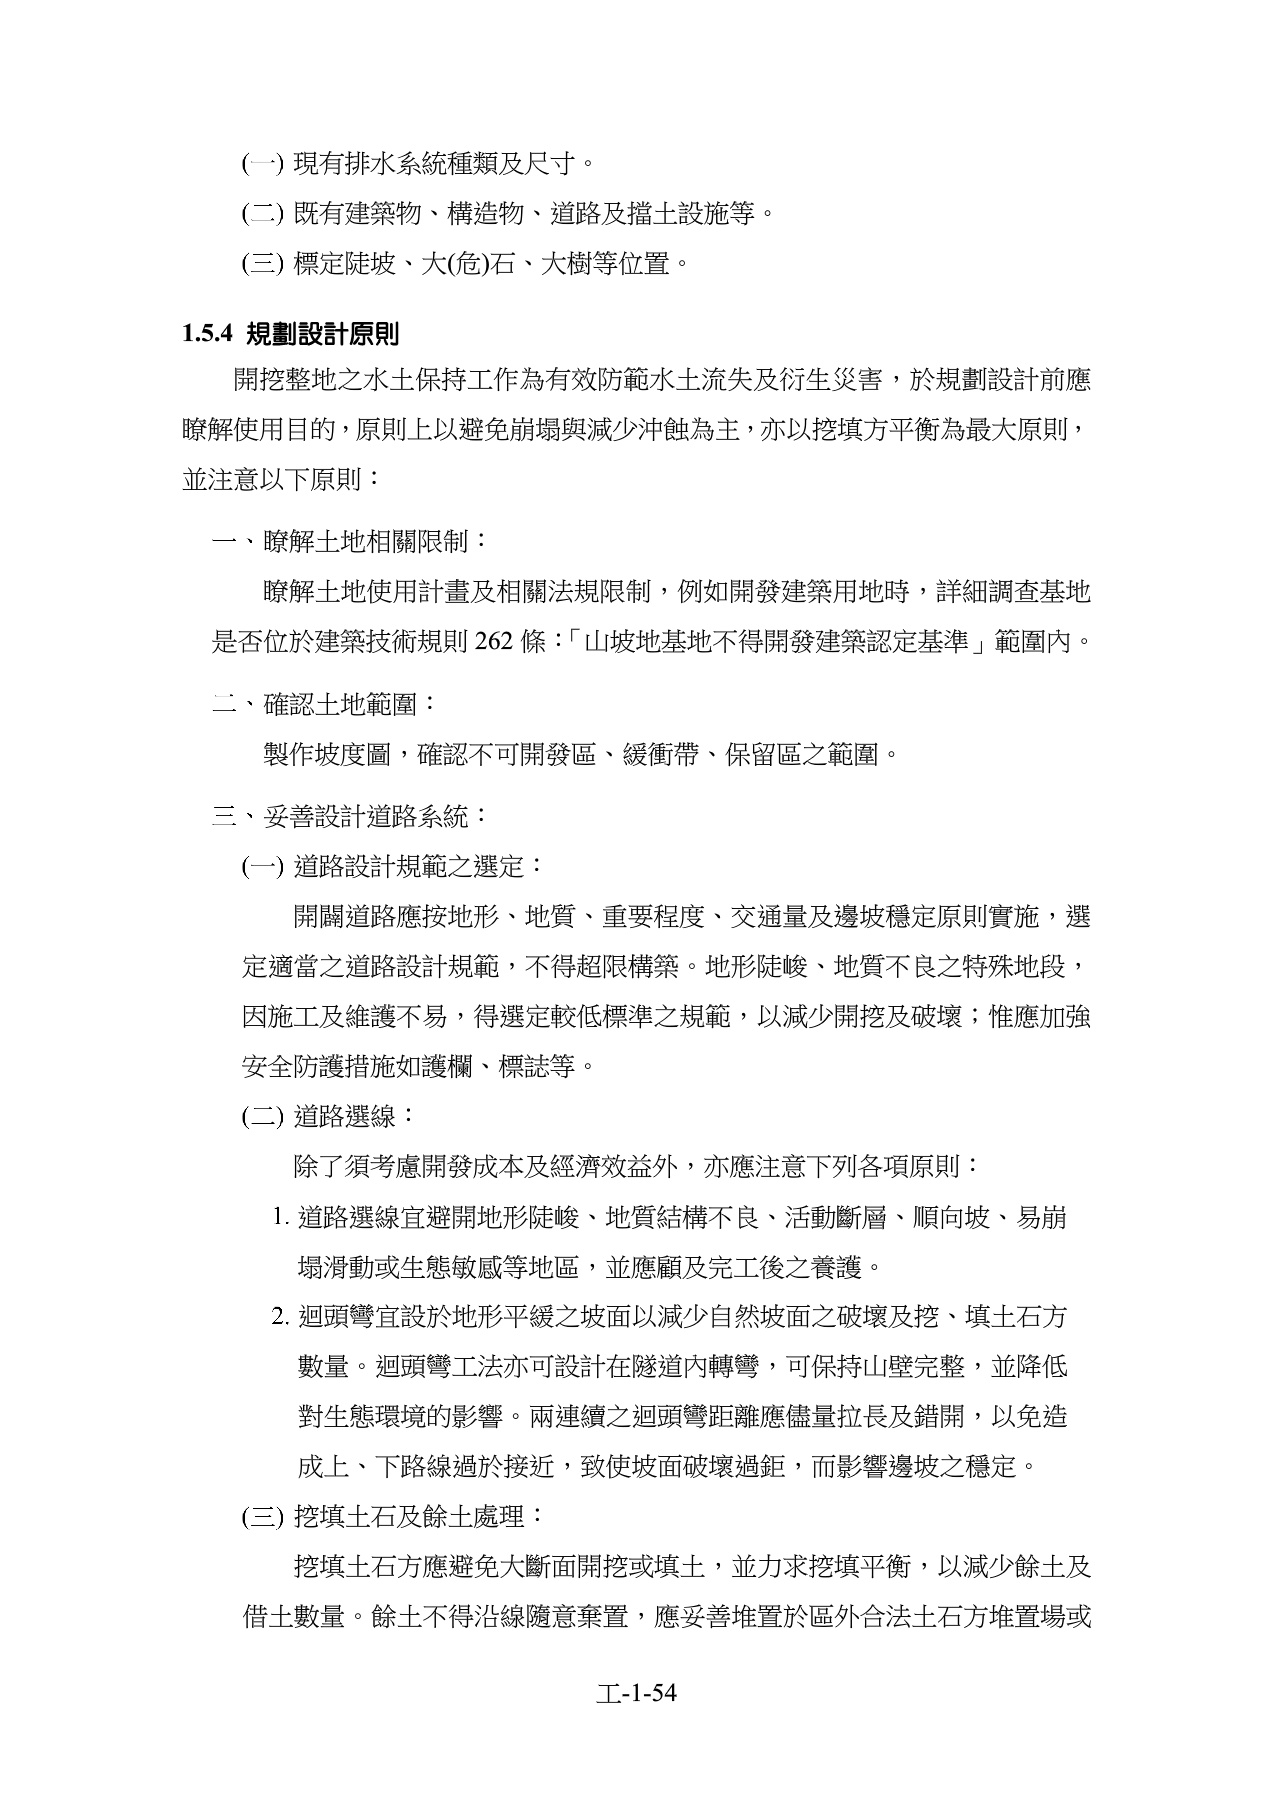 (一) 現有排水系統種類及尺寸。
(二) 既有建築物、構造物、道路及擋土設施等。
(三) 標定陡坡、大(危)石、大樹等位置。
1.5.4 規劃設計原則
開挖整地之水土保持工作為有效防範水土流失及衍生災害，於規劃設計前應
瞭解使用目的，原則上以避免崩塌與減少沖蝕為主，亦以挖填方平衡為最大原則，
並注意以下原則：
一、瞭解土地相關限制：
瞭解土地使用計畫及相關法規限制，例如開發建築用地時，詳細調查基地
是否位於建築技術規則 262 條：「山坡地基地不得開發建築認定基準」範圍內。
二、確認土地範圍：
製作坡度圖，確認不可開發區、緩衝帶、保留區之範圍。
三、妥善設計道路系統：
(一) 道路設計規範之選定：
開闢道路應按地形、地質、重要程度、交通量及邊坡穩定原則實施，選
定適當之道路設計規範，不得超限構築。地形陡峻、地質不良之特殊地段，
因施工及維護不易，得選定較低標準之規範，以減少開挖及破壞；惟應加強
安全防護措施如護欄、標誌等。
(二) 道路選線：
除了須考慮開發成本及經濟效益外，亦應注意下列各項原則：
1. 道路選線宜避開地形陡峻、地質結構不良、活動斷層、順向坡、易崩
塌滑動或生態敏感等地區，並應顧及完工後之養護。
2. 迴頭彎宜設於地形平緩之坡面以減少自然坡面之破壞及挖、填土石方
數量。迴頭彎工法亦可設計在隧道內轉彎，可保持山壁完整，並降低
對生態環境的影響。兩連續之迴頭彎距離應儘量拉長及錯開，以免造
成上、下路線過於接近，致使坡面破壞過鉅，而影響邊坡之穩定。
(三) 挖填土石及餘土處理：
挖填土石方應避免大斷面開挖或填土，並力求挖填平衡，以減少餘土及
借土數量。餘土不得沿線隨意棄置，應妥善堆置於區外合法土石方堆置場或
工-1-54